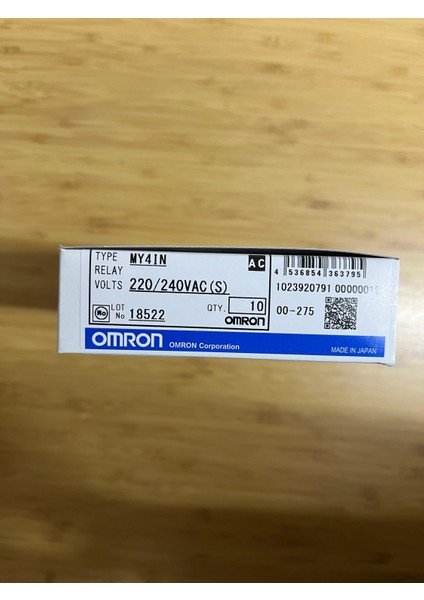 TYPE MY4IN AC
RELAY
VOLTS 220/240VAC(S)
LOT No 18522 QTY. 10
OMRON
4 536854 363795
1023920791
00-275
OMRON OMRON Corporation MADE IN JAPAN